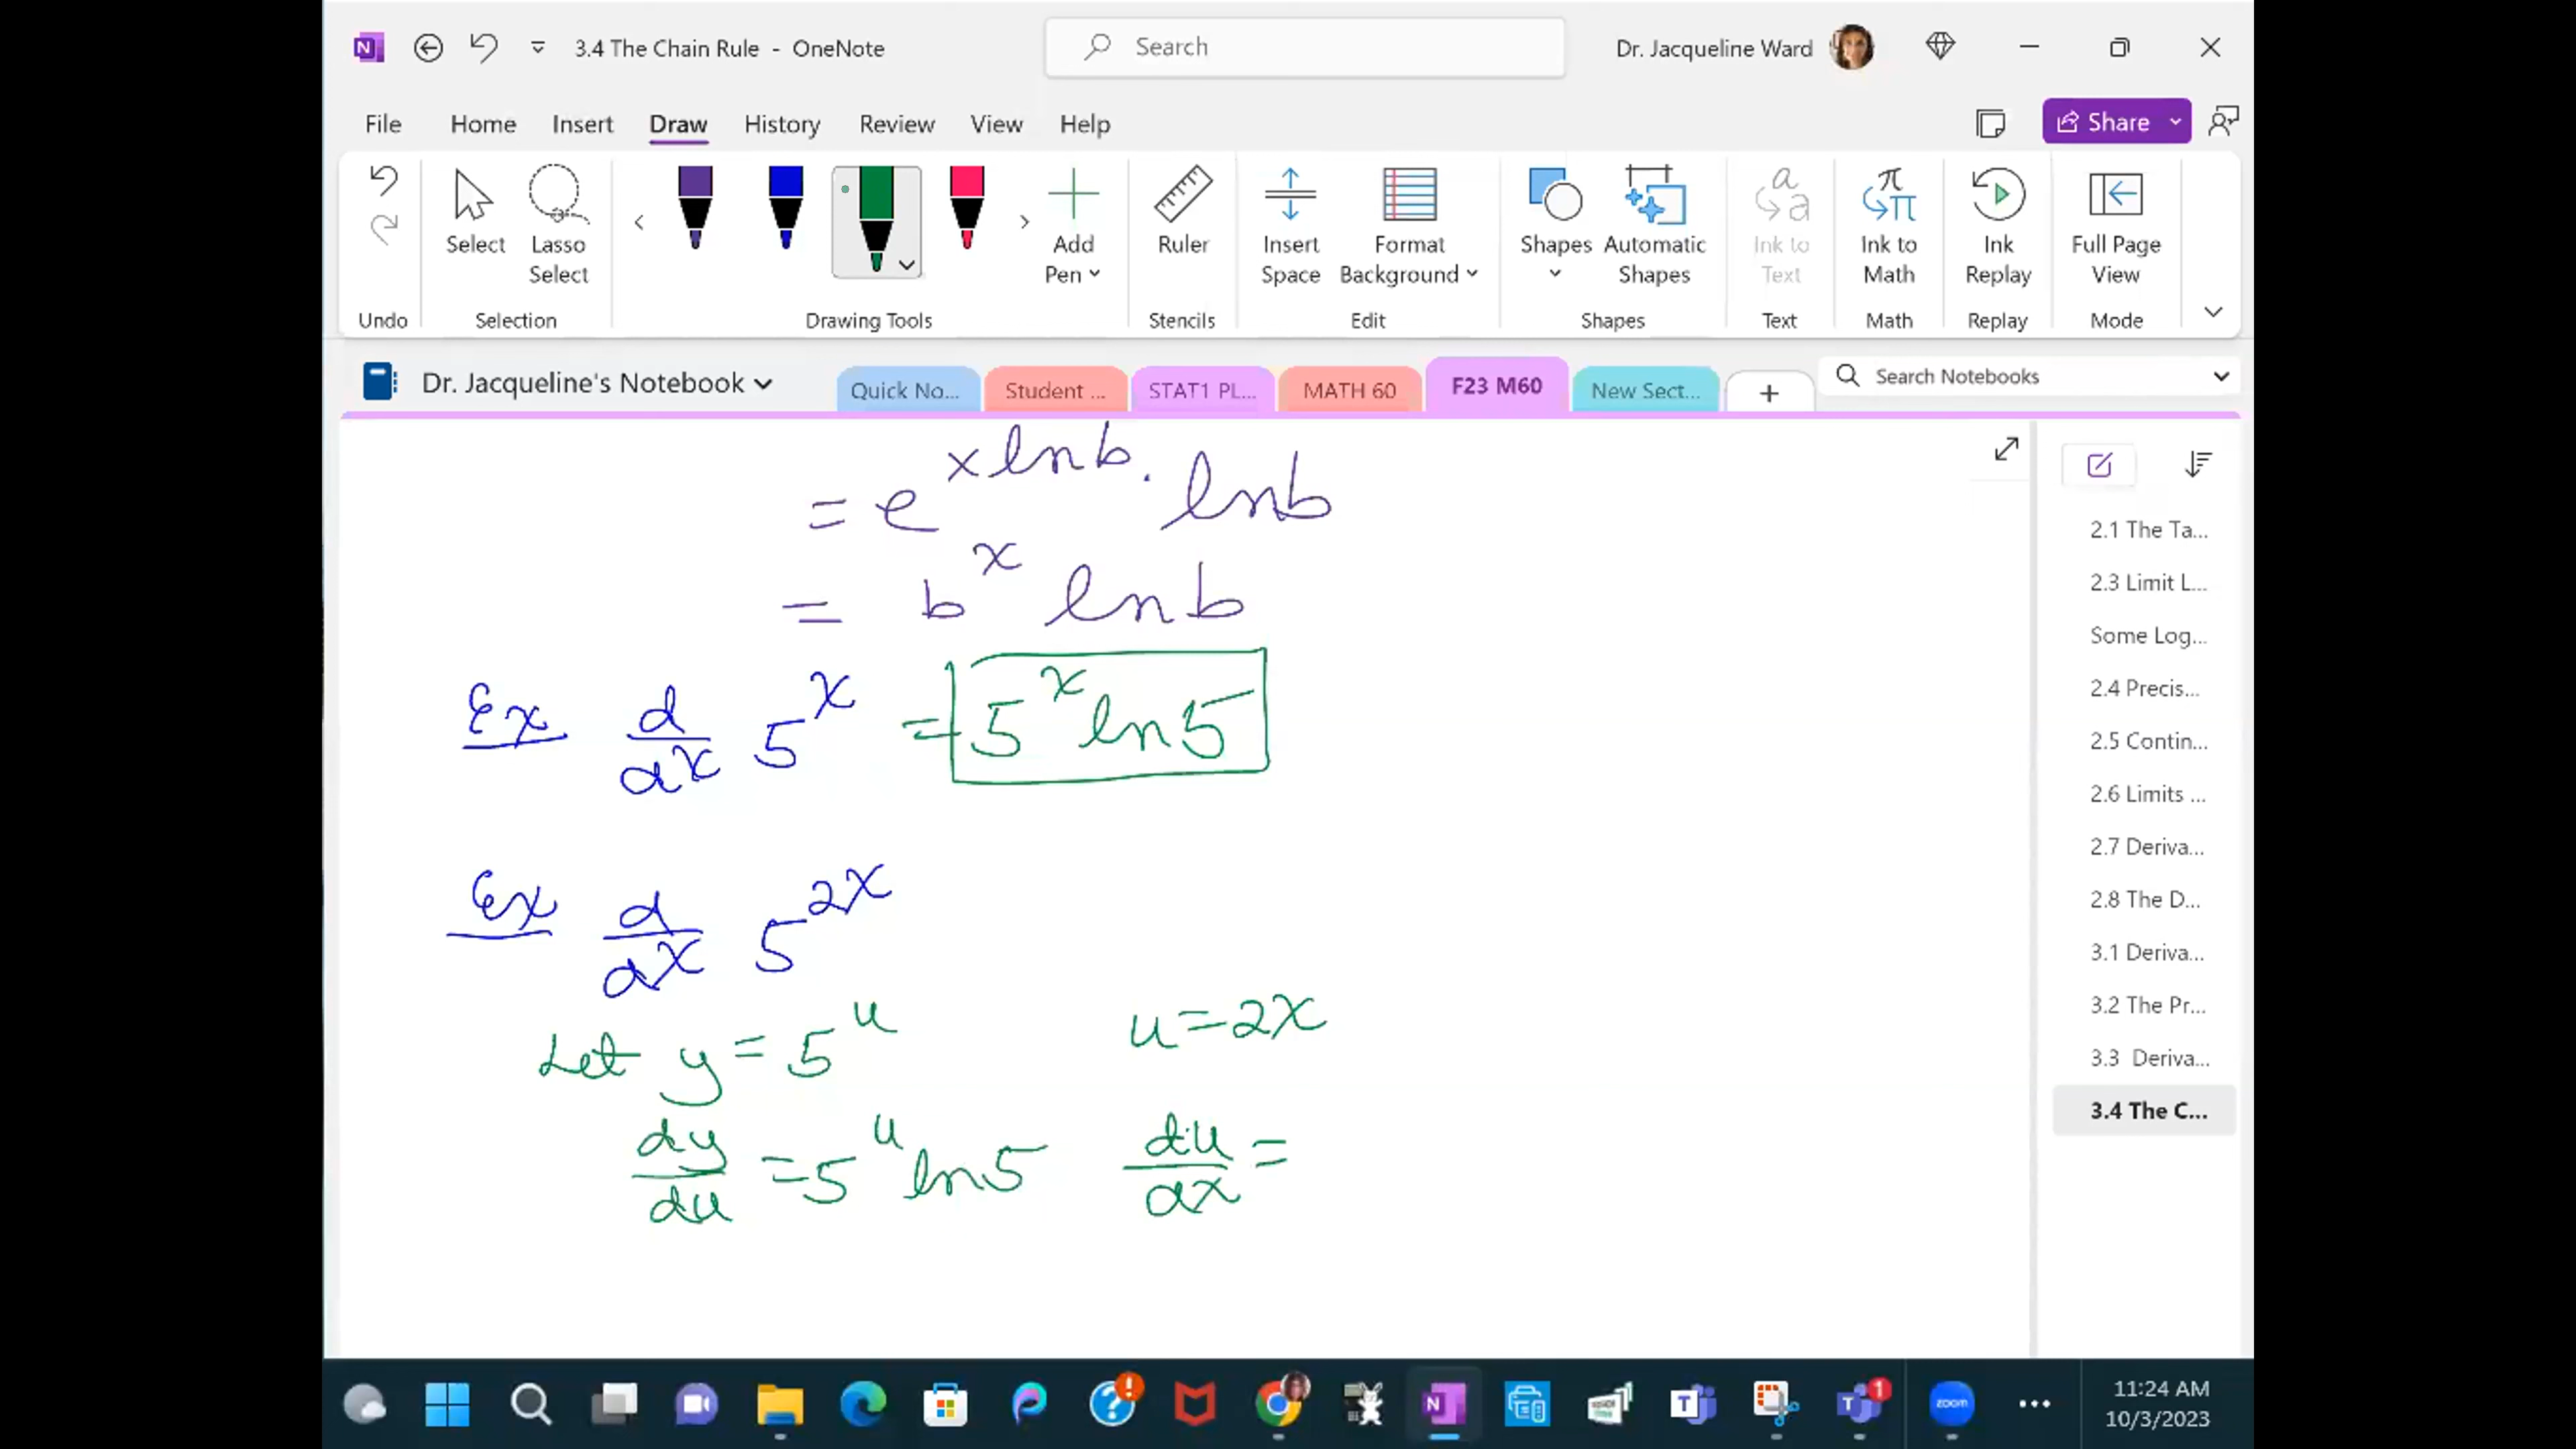 3.4 The Chain Rule - OneNote
Search
Dr. Jacqueline Ward
File Home Insert Draw History Review View Help
Share
Select
Lasso Select
Add Pen
Ruler
Insert Space
Format Background
Shapes
Automatic Shapes
Ink to Text
Ink to Math
Ink Replay
Full Page View
Undo Selection Drawing Tools Stencils Edit Shapes Text Math Replay Mode
Dr. Jacqueline's Notebook
Quick No... Student ... STAT1 PL... MATH 60 F23 M60 New Sect... +
Search Notebooks
= e^{x ln b} · ln b
= b^x ln b
Ex d/dx 5^x = 5^x ln 5
Ex d/dx 5^{2x}
Let y = 5^u u = 2x
dy/du = 5^u ln 5 du/dx =
2.1 The Ta...
2.3 Limit L...
Some Log...
2.4 Precis...
2.5 Contin...
2.6 Limits ...
2.7 Deriva...
2.8 The D...
3.1 Deriva...
3.2 The Pr...
3.3 Deriva...
3.4 The C...
zoom
11:24 AM
10/3/2023